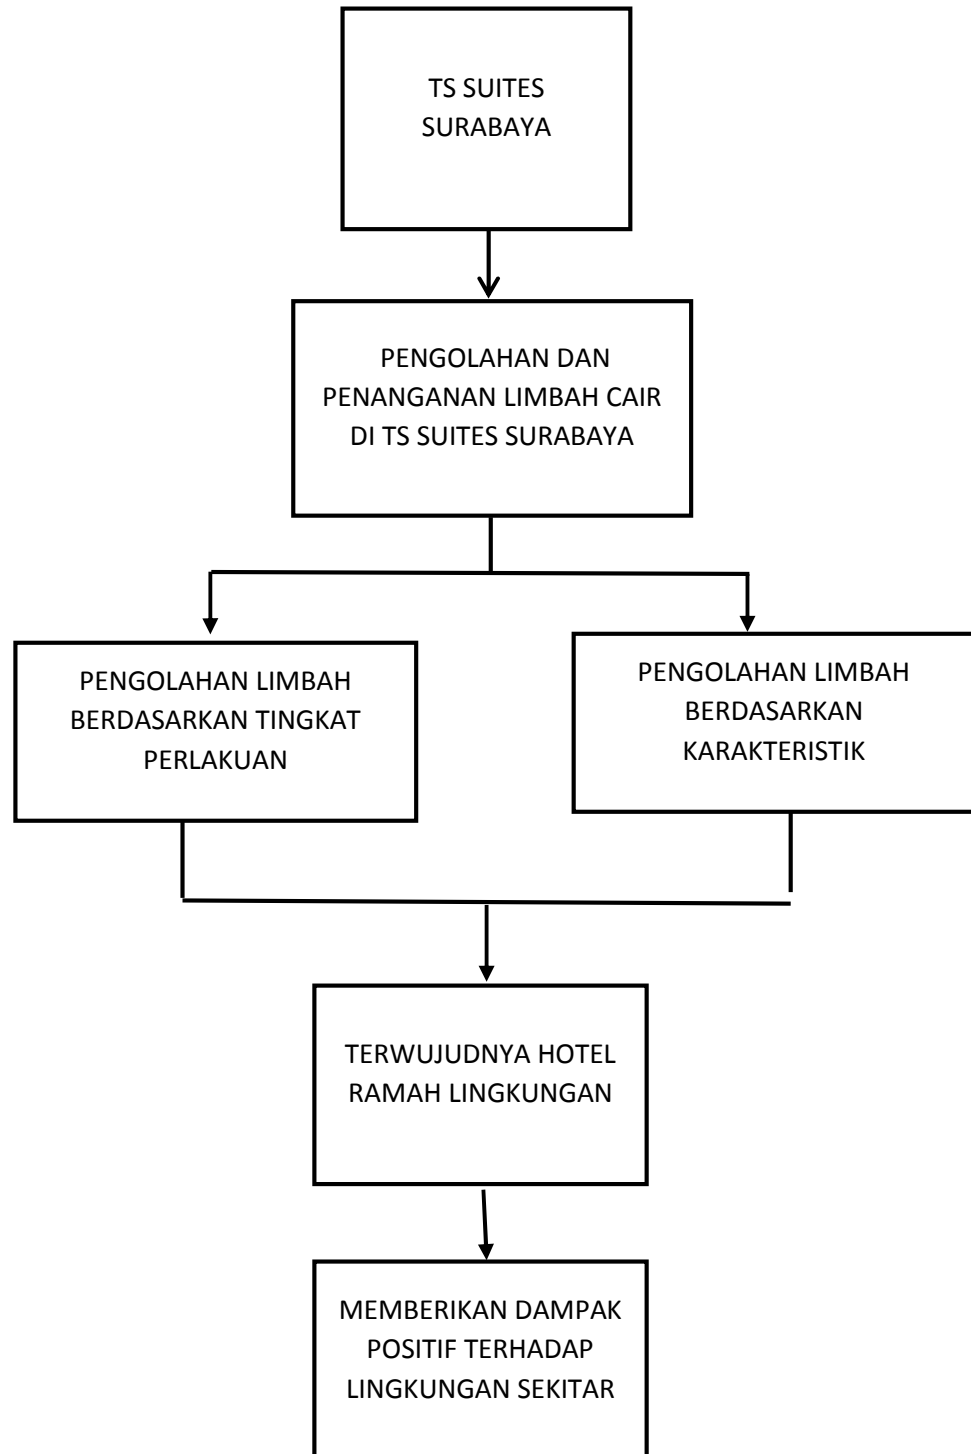 TS SUITES
SURABAYA
PENGOLAHAN DAN
PENANGANAN LIMBAH CAIR
DI TS SUITES SURABAYA
PENGOLAHAN LIMBAH
BERDASARKAN TINGKAT
PERLAKUAN
PENGOLAHAN LIMBAH
BERDASARKAN
KARAKTERISTIK
TERWUJUDNYA HOTEL
RAMAH LINGKUNGAN
MEMBERIKAN DAMPAK
POSITIF TERHADAP
LINGKUNGAN SEKITAR